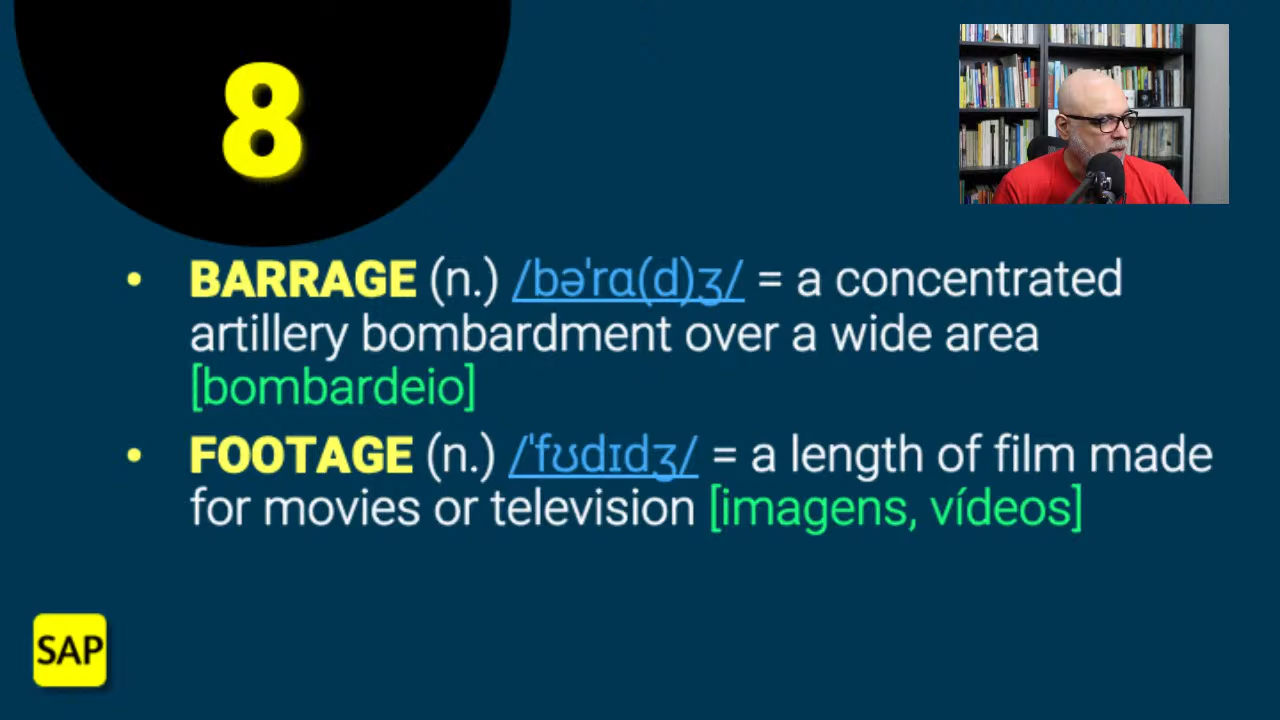 8
• BARRAGE (n.) /bəˈrɑ(d)ʒ/ = a concentrated
artillery bombardment over a wide area
[bombardeio]
• FOOTAGE (n.) /ˈfʊdɪdʒ/ = a length of film made
for movies or television [imagens, vídeos]
SAP